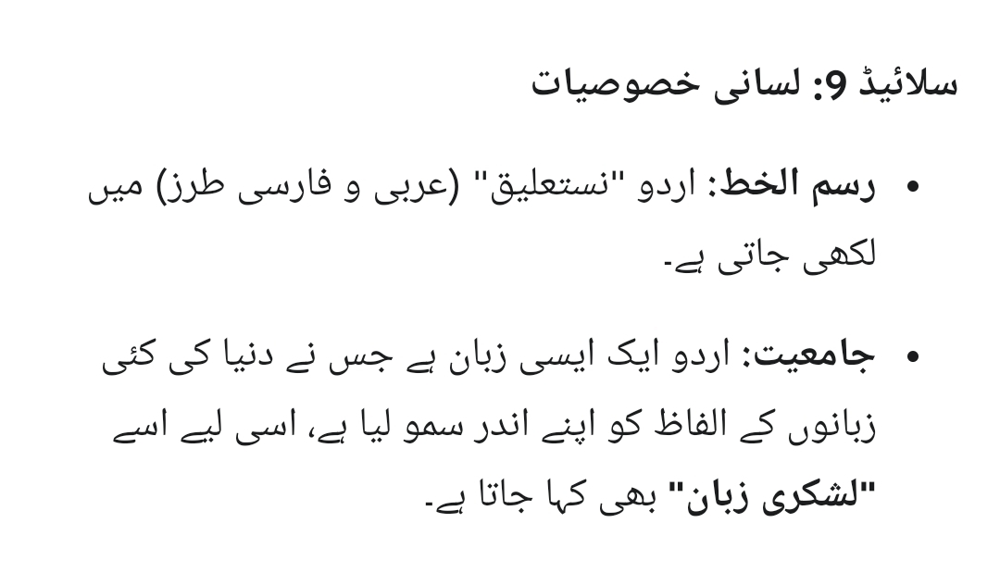 سلائیڈ 9: لسانی خصوصیات
• رسم الخط: اردو "نستعلیق" (عربی و فارسی طرز) میں
لکھی جاتی ہے۔
• جامعیت: اردو ایک ایسی زبان ہے جس نے دنیا کی کئی
زبانوں کے الفاظ کو اپنے اندر سمو لیا ہے، اسی لیے اسے
"لشکری زبان" بھی کہا جاتا ہے۔